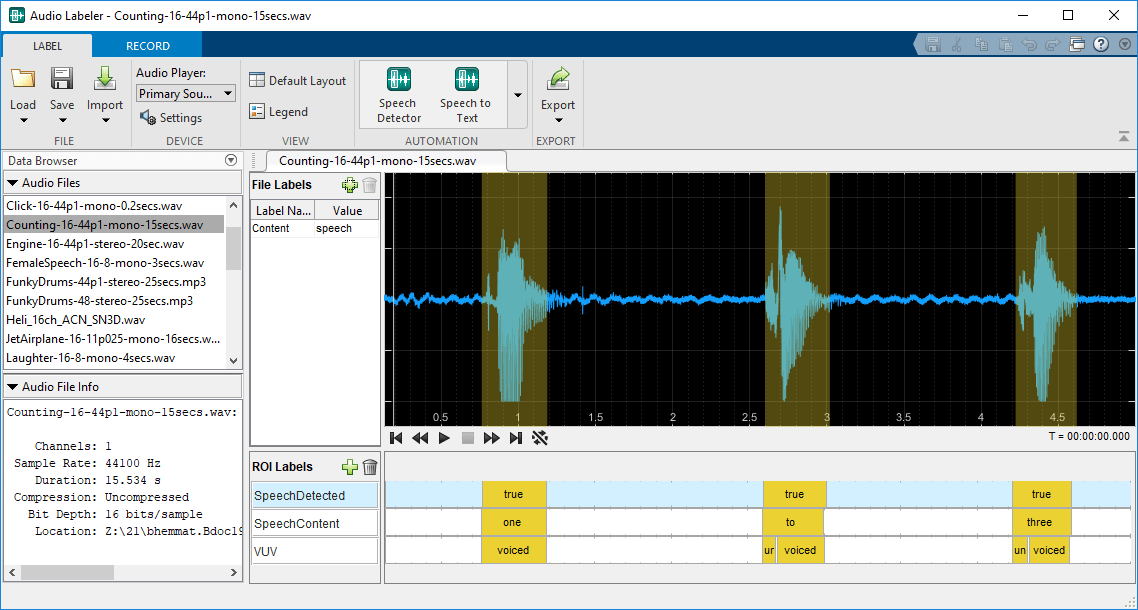 Audio Labeler - Counting-16-44p1-mono-15secs.wav
LABEL
RECORD
Load
Save
Import
FILE
Audio Player:
Primary Sou...
Settings
DEVICE
Default Layout
Legend
VIEW
Speech
Detector
Speech to
Text
AUTOMATION
Export
EXPORT
Data Browser
Audio Files
Click-16-44p1-mono-0.2secs.wav
Counting-16-44p1-mono-15secs.wav
Engine-16-44p1-stereo-20sec.wav
FemaleSpeech-16-8-mono-3secs.wav
FunkyDrums-44p1-stereo-25secs.mp3
FunkyDrums-48-stereo-25secs.mp3
Heli_16ch_ACN_SN3D.wav
JetAirplane-16-11p025-mono-16secs.w...
Laughter-16-8-mono-4secs.wav
Audio File Info
Counting-16-44p1-mono-15secs.wav:
Channels: 1
Sample Rate: 44100 Hz
Duration: 15.534 s
Compression: Uncompressed
Bit Depth: 16 bits/sample
Location: Z:\21\bhemmat.Bdoc19
Counting-16-44p1-mono-15secs.wav
File Labels
Label Na... Value
Content speech
0.5 1 1.5 2 2.5 3 3.5 4 4.5
T = 00:00:00.000
ROI Labels
SpeechDetected true true true
SpeechContent one to three
VUV voiced un voiced un voiced